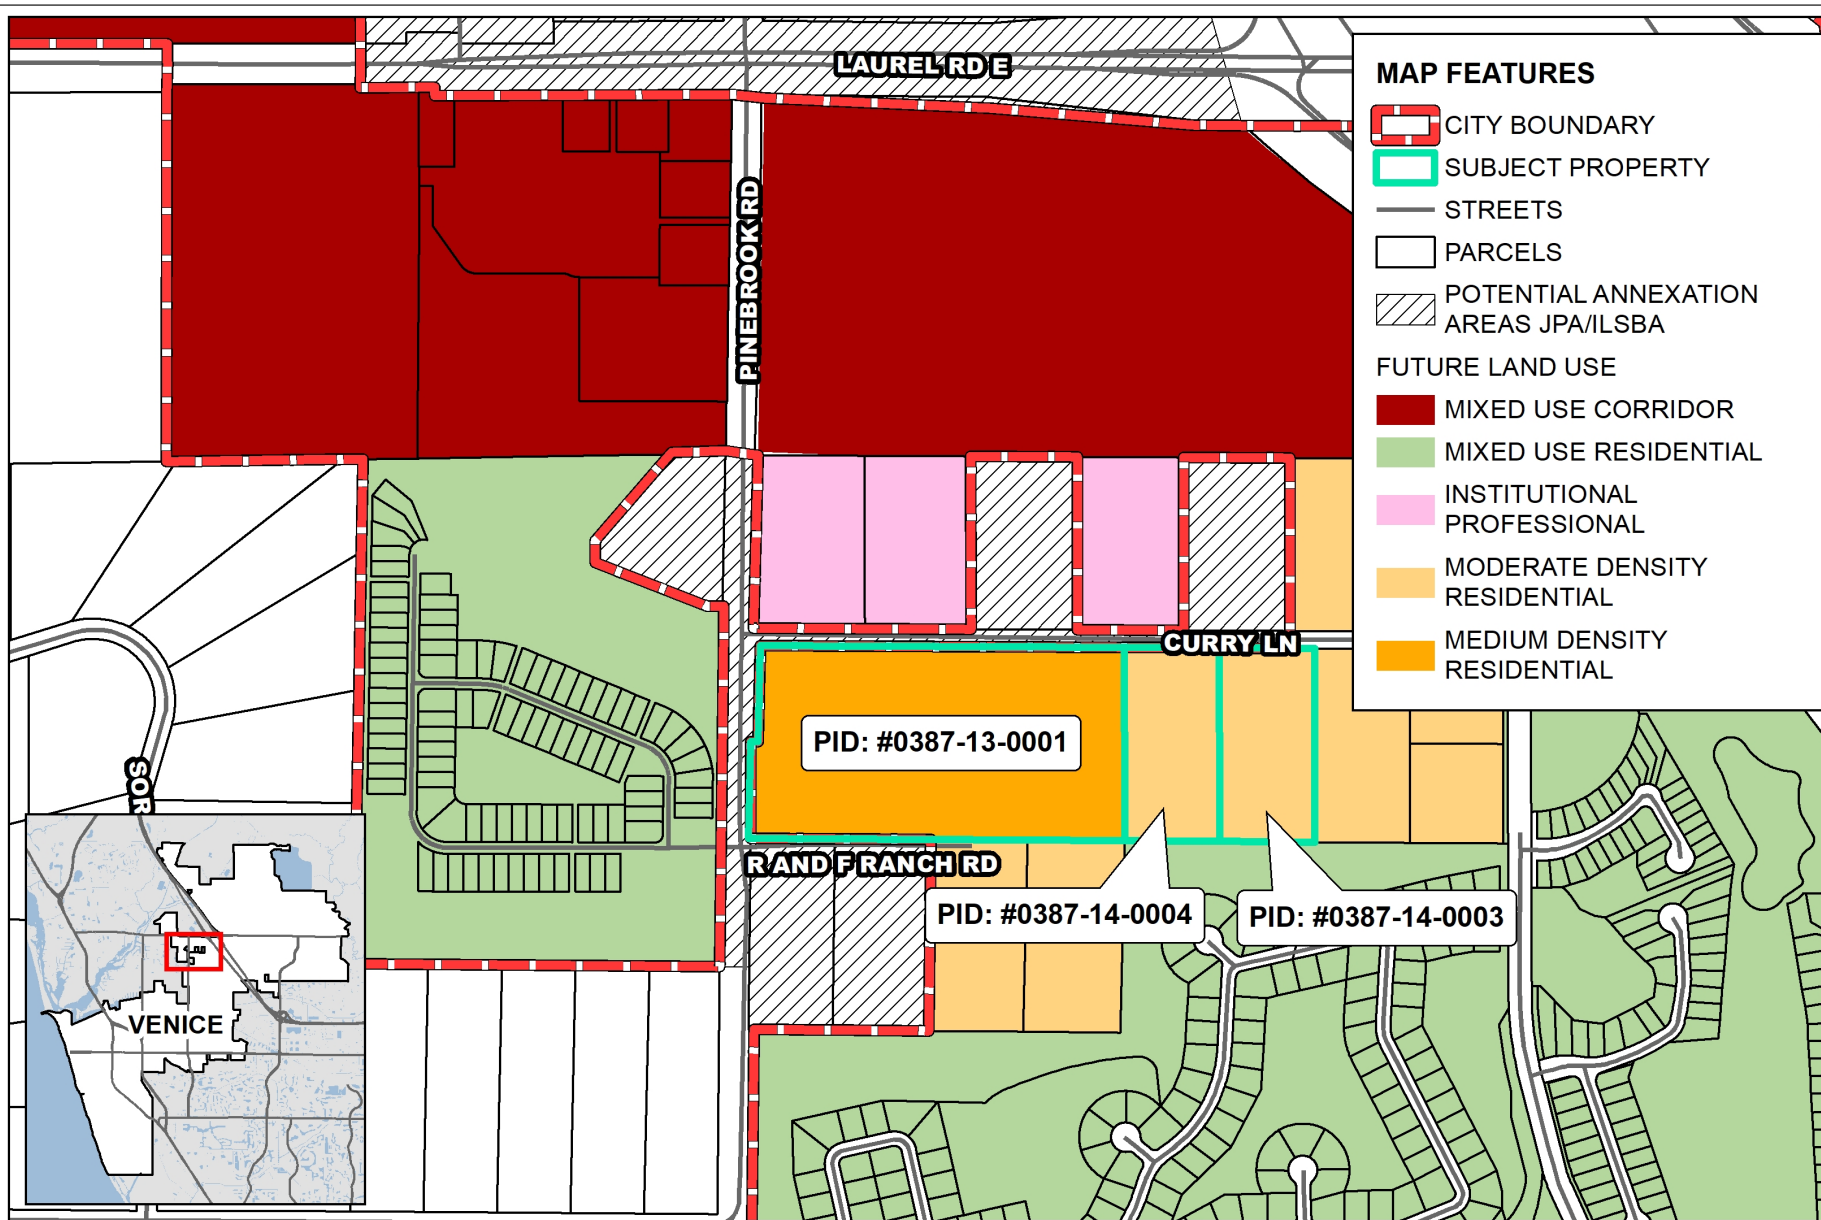 LAUREL RD E
PINEBROOK RD
CURRY LN
PID: #0387-13-0001
R AND F RANCH RD
PID: #0387-14-0004
PID: #0387-14-0003
SOR
VENICE
MAP FEATURES
CITY BOUNDARY
SUBJECT PROPERTY
STREETS
PARCELS
POTENTIAL ANNEXATION
AREAS JPA/ILSBA
FUTURE LAND USE
MIXED USE CORRIDOR
MIXED USE RESIDENTIAL
INSTITUTIONAL
PROFESSIONAL
MODERATE DENSITY
RESIDENTIAL
MEDIUM DENSITY
RESIDENTIAL